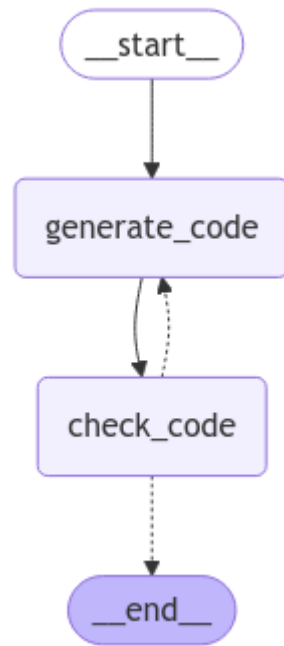 __start__
generate_code
check_code
__end__